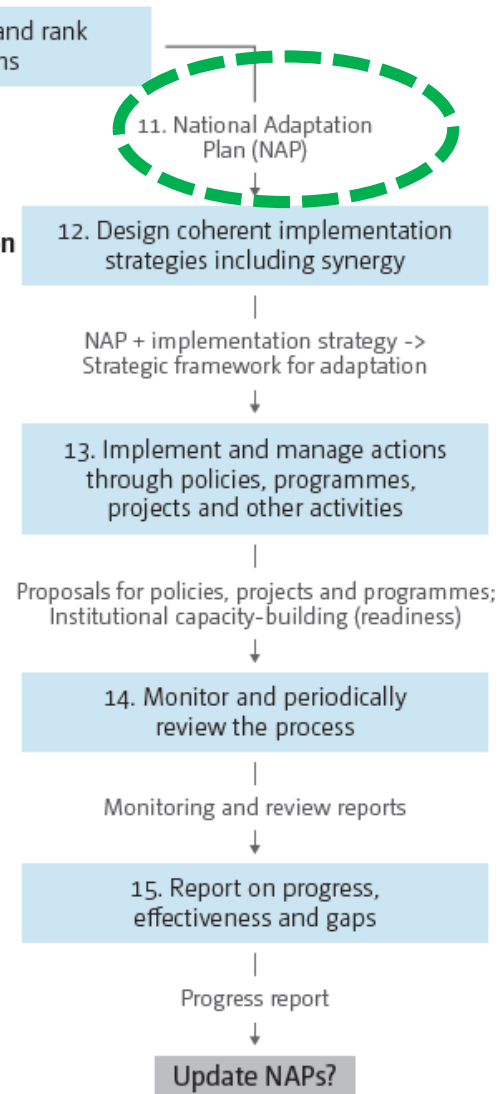 and rank
ns
11. National Adaptation
Plan (NAP)
on
12. Design coherent implementation
strategies including synergy
NAP + implementation strategy ->
Strategic framework for adaptation
13. Implement and manage actions
through policies, programmes,
projects and other activities
Proposals for policies, projects and programmes;
Institutional capacity-building (readiness)
14. Monitor and periodically
review the process
Monitoring and review reports
15. Report on progress,
effectiveness and gaps
Progress report
Update NAPs?